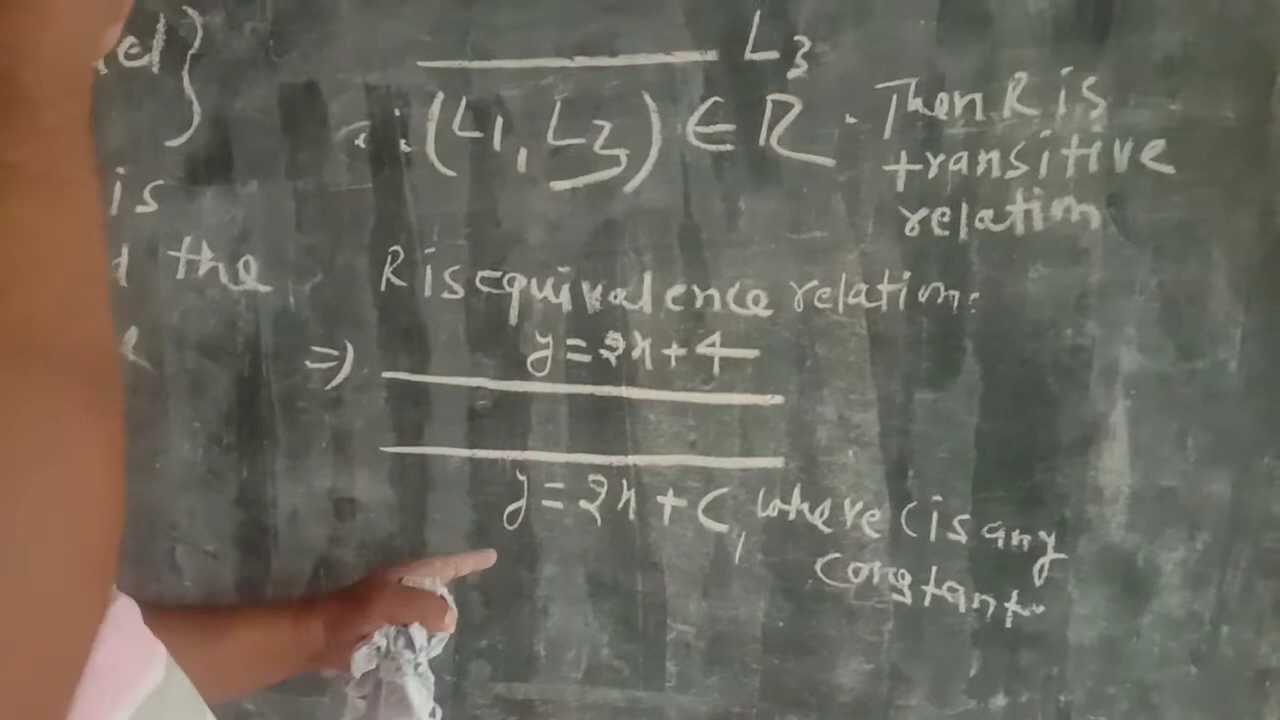 el}
is
the
L3
∴ (L1, L3) ∈ R. Then R is
transitive
relation
R is equivalence relation.
⇒) y = 2x + 4
y = 2x + C, where C is any
constant